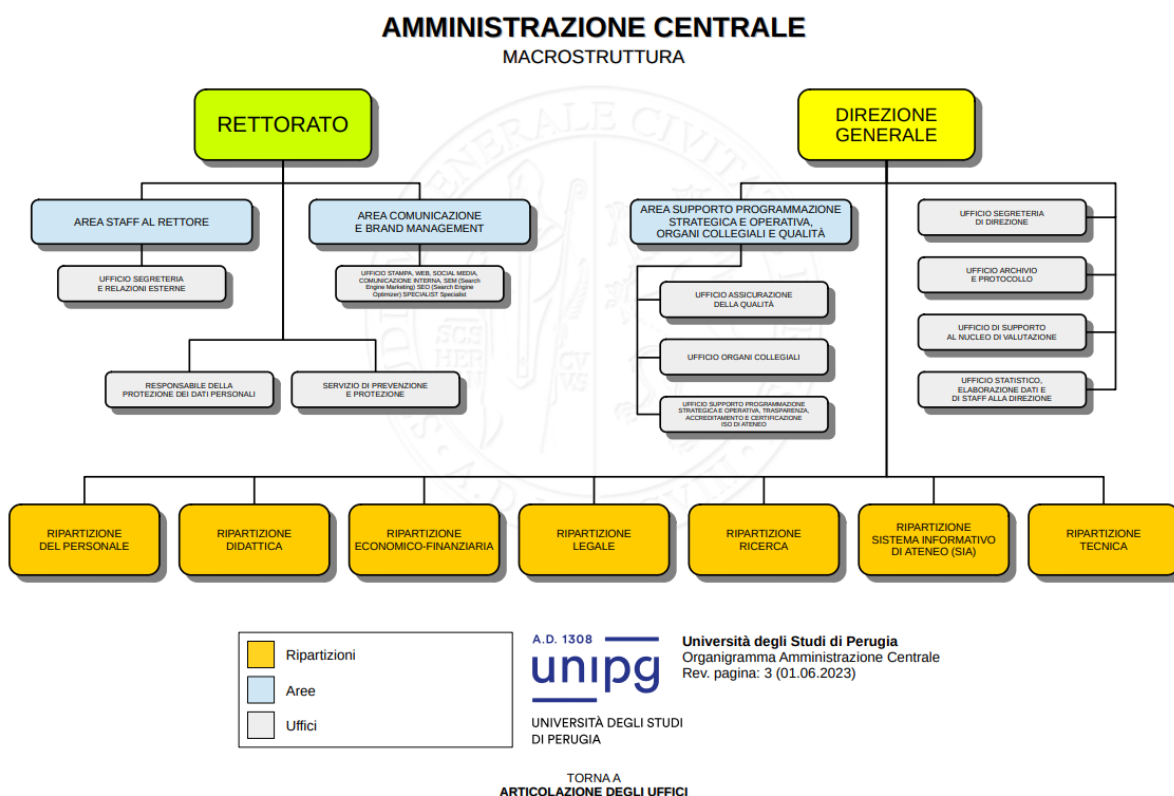 AMMINISTRAZIONE CENTRALE
MACROSTRUTTURA
RETTORATO
DIREZIONE
GENERALE
AREA STAFF AL RETTORE
AREA COMUNICAZIONE
E BRAND MANAGEMENT
AREA SUPPORTO PROGRAMMAZIONE
STRATEGICA E OPERATIVA,
ORGANI COLLEGIALI E QUALITÀ
UFFICIO SEGRETERIA
DI DIREZIONE
UFFICIO SEGRETERIA
E RELAZIONI ESTERNE
UFFICIO STAMPA, WEB, SOCIAL MEDIA,
COMUNICAZIONE INTERNA, SEM (Search
Engine Marketing) SEO (Search Engine
Optimizer) SPECIALIST Specialist
UFFICIO ARCHIVIO
E PROTOCOLLO
UFFICIO ASSICURAZIONE
DELLA QUALITÀ
UFFICIO DI SUPPORTO
AL NUCLEO DI VALUTAZIONE
UFFICIO ORGANI COLLEGIALI
RESPONSABILE DELLA
PROTEZIONE DEI DATI PERSONALI
SERVIZIO DI PREVENZIONE
E PROTEZIONE
UFFICIO STATISTICO,
ELABORAZIONE DATI E
DI STAFF ALLA DIREZIONE
UFFICIO SUPPORTO PROGRAMMAZIONE
STRATEGICA E OPERATIVA, TRASPARENZA,
ACCREDITAMENTO E CERTIFICAZIONE
ISO DI ATENEO
RIPARTIZIONE
DEL PERSONALE
RIPARTIZIONE
DIDATTICA
RIPARTIZIONE
ECONOMICO-FINANZIARIA
RIPARTIZIONE
LEGALE
RIPARTIZIONE
RICERCA
RIPARTIZIONE
SISTEMA INFORMATIVO
DI ATENEO (SIA)
RIPARTIZIONE
TECNICA
Ripartizioni
Aree
Uffici
A.D. 1308
unipg
UNIVERSITÀ DEGLI STUDI
DI PERUGIA
Università degli Studi di Perugia
Organigramma Amministrazione Centrale
Rev. pagina: 3 (01.06.2023)
TORNA A
ARTICOLAZIONE DEGLI UFFICI